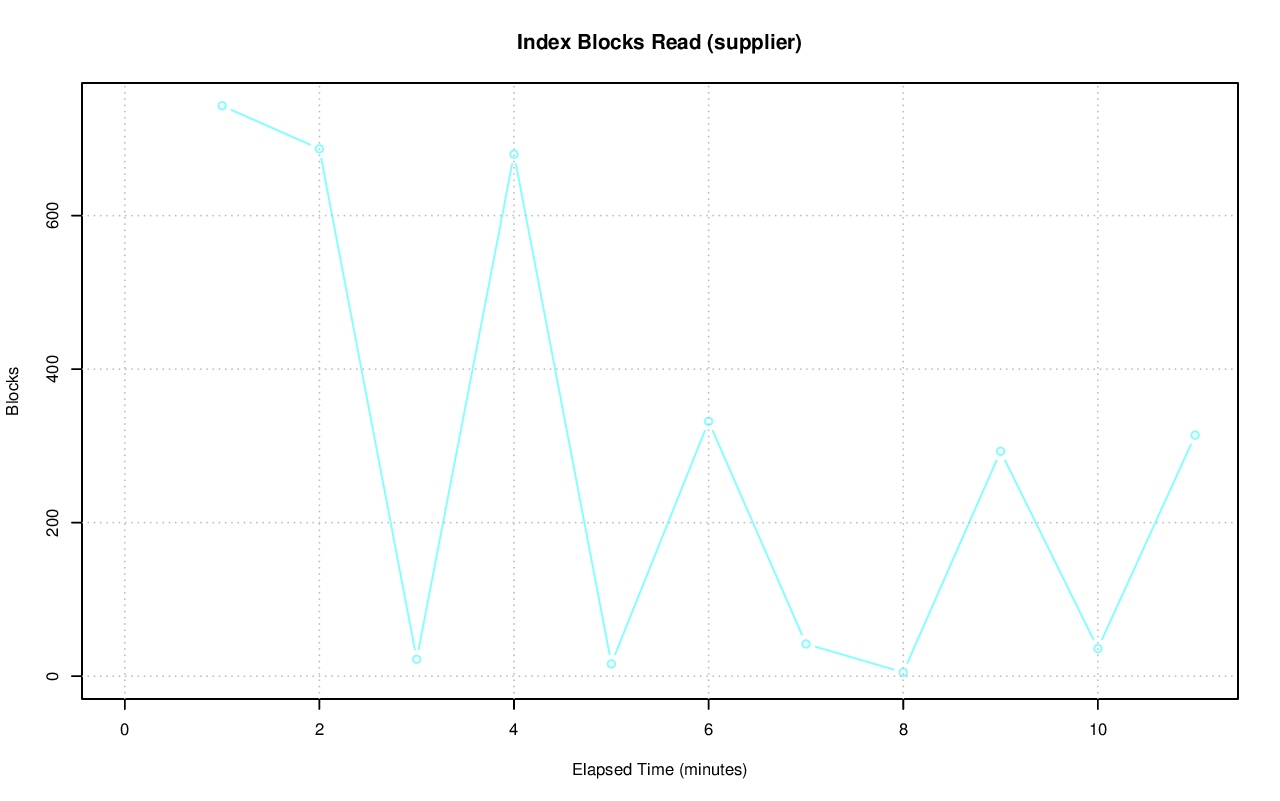 Index Blocks Read (supplier)
Blocks
600
400
200
0
0 2 4 6 8 10
Elapsed Time (minutes)